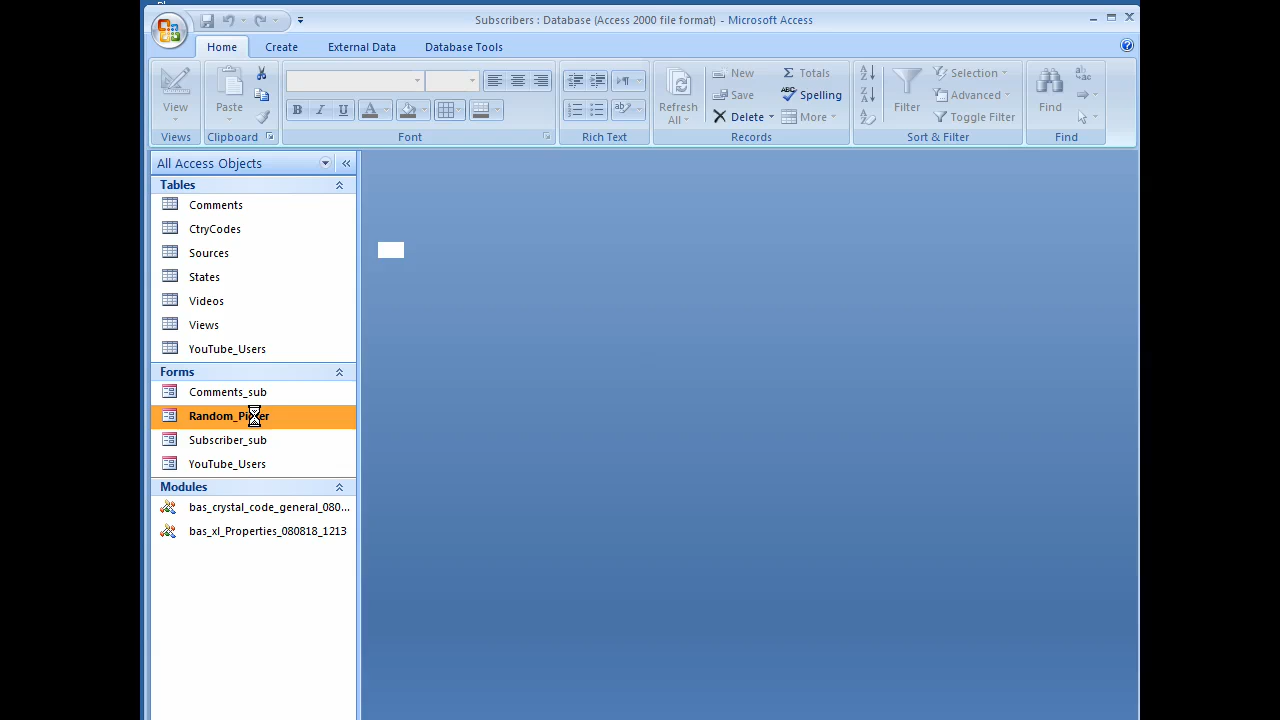 Subscribers : Database (Access 2000 file format) - Microsoft Access
Home Create External Data Database Tools
View
Views
Paste
Clipboard
B I U A
Font
Rich Text
Refresh
All
New
Save
Delete
Totals
Spelling
More
Records
Filter
Selection
Advanced
Toggle Filter
Sort & Filter
Find
Find
All Access Objects
Tables
Comments
CtryCodes
Sources
States
Videos
Views
YouTube_Users
Forms
Comments_sub
Random_Picker
Subscriber_sub
YouTube_Users
Modules
bas_crystal_code_general_080...
bas_xl_Properties_080818_1213